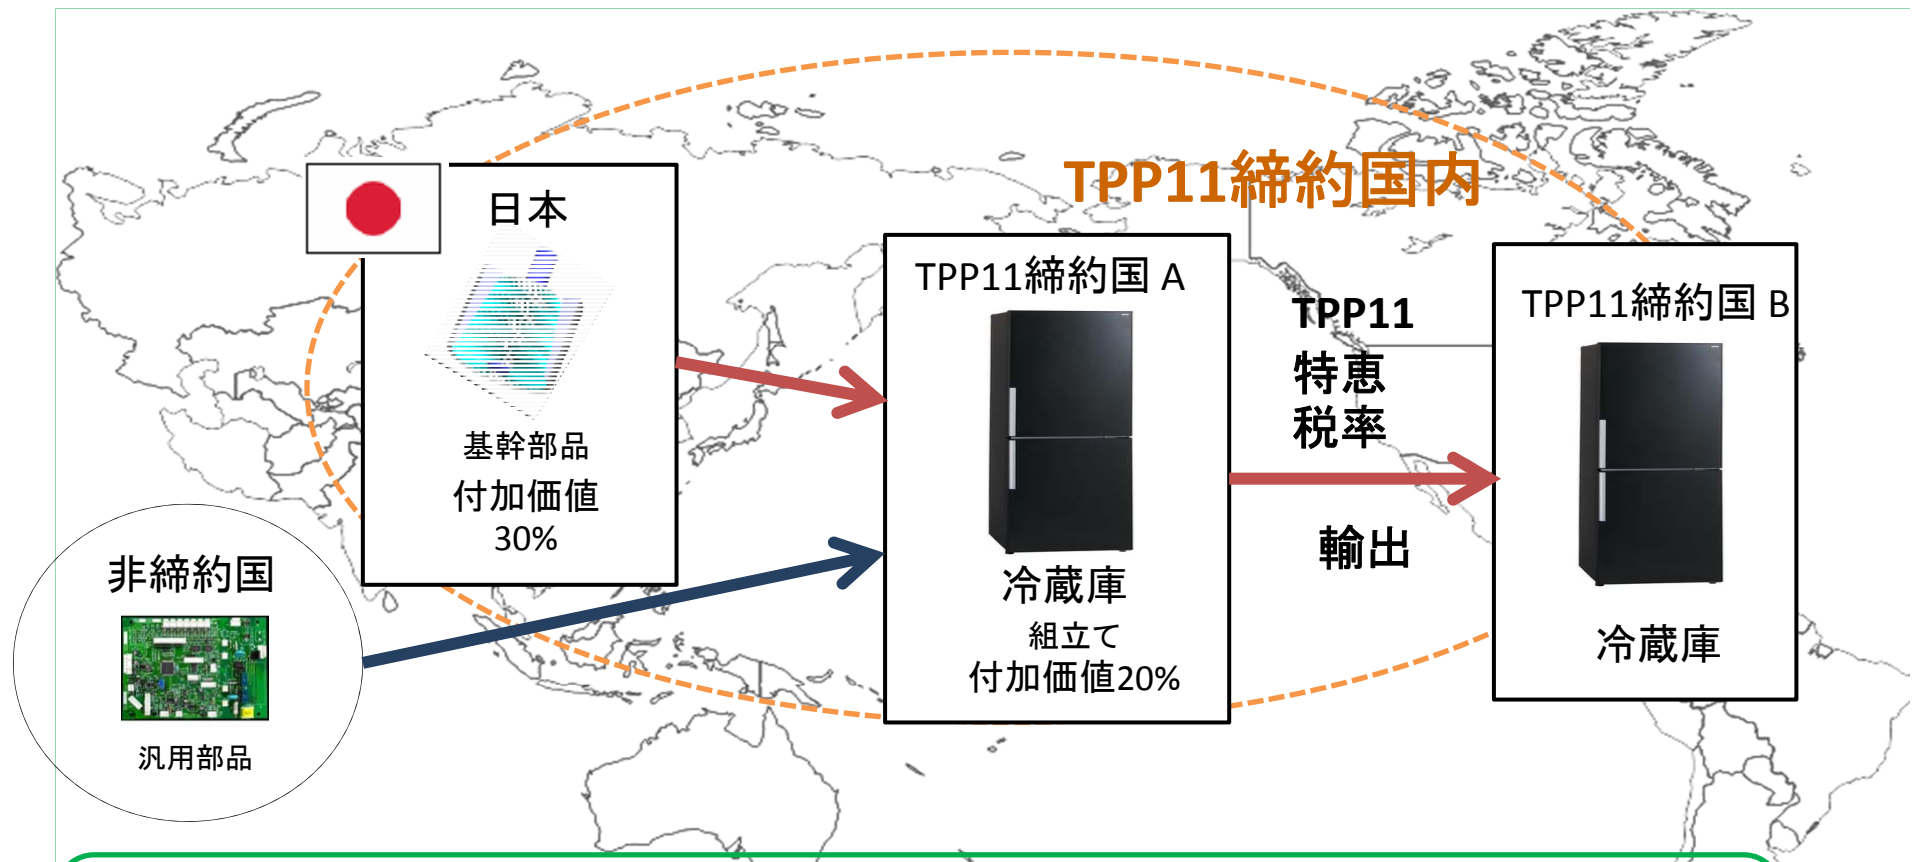 TPP11締約国内
日本
基幹部品
付加価値
30%
非締約国
汎用部品
TPP11締約国 A
冷蔵庫
組立て
付加価値20%
TPP11
特恵
税率
輸出
TPP11締約国 B
冷蔵庫